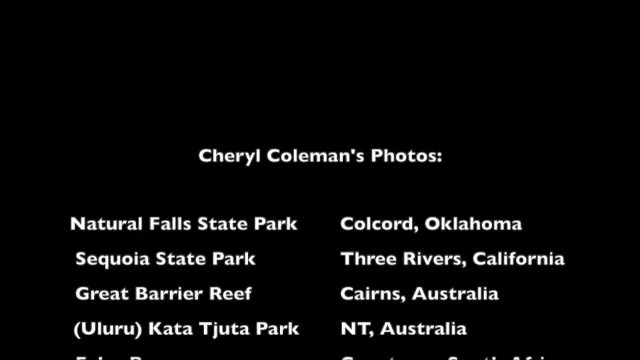 Cheryl Coleman's Photos:
Natural Falls State Park Colcord, Oklahoma
Sequoia State Park Three Rivers, California
Great Barrier Reef Cairns, Australia
(Uluru) Kata Tjuta Park NT, Australia